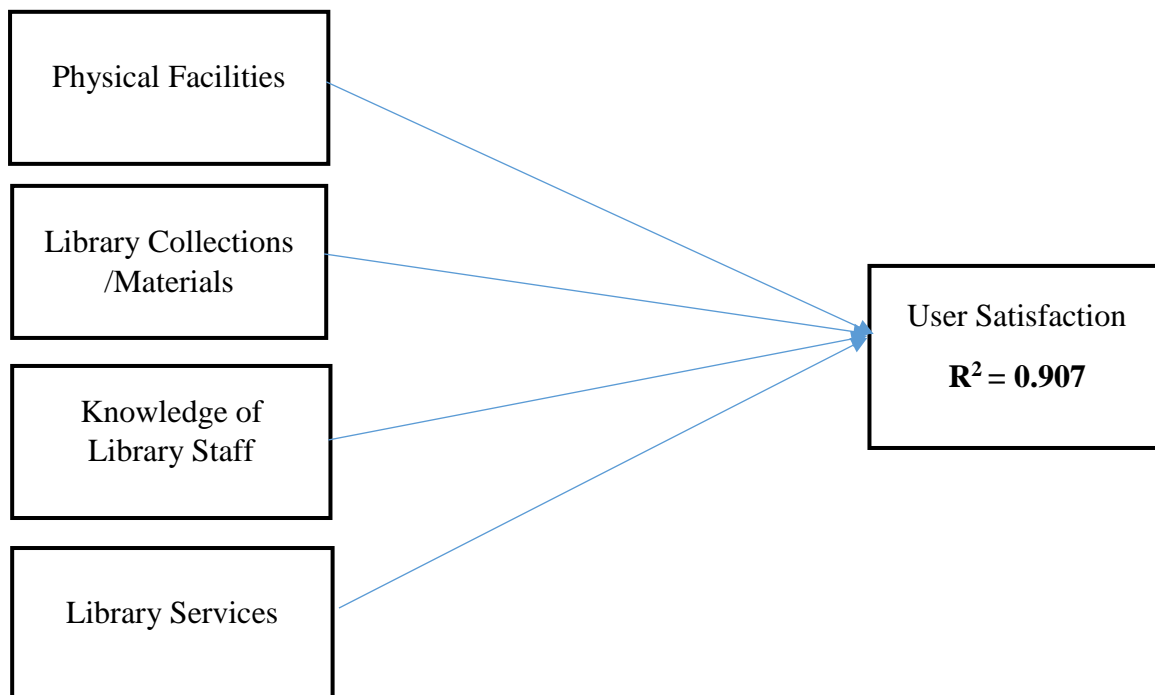 Physical Facilities
Library Collections
/Materials
Knowledge of
Library Staff
Library Services
User Satisfaction
R² = 0.907